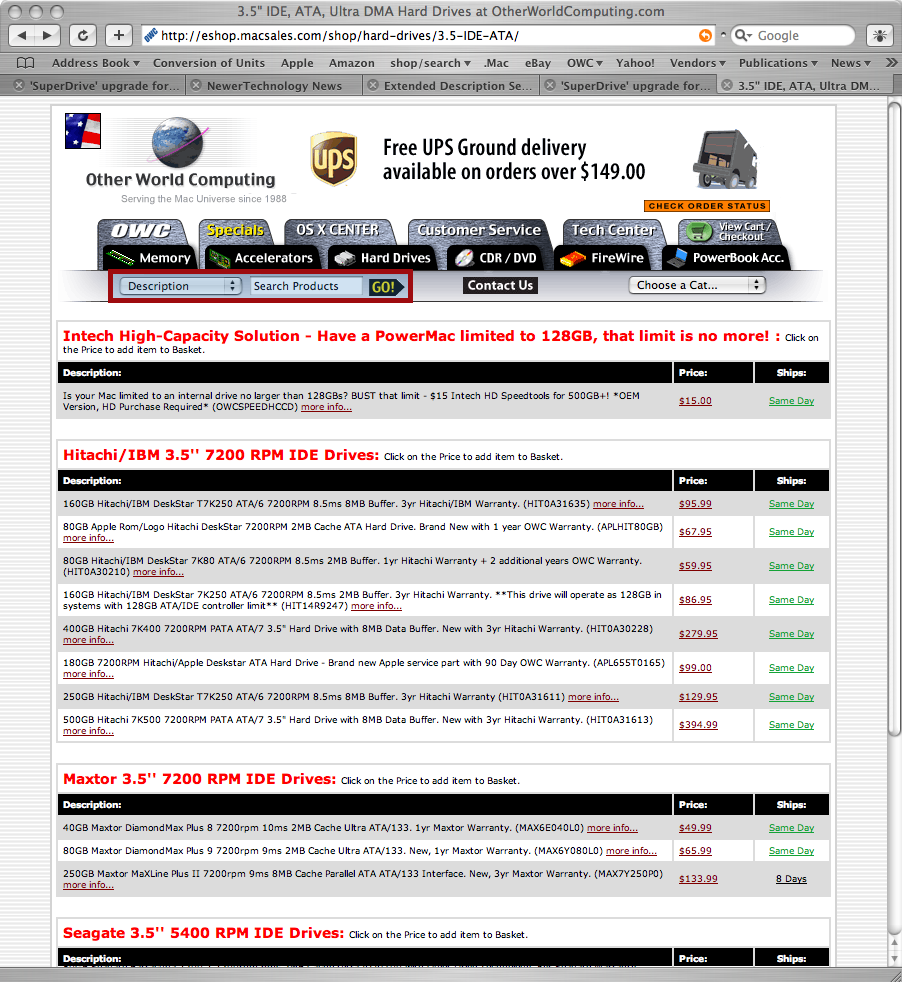 3.5" IDE, ATA, Ultra DMA Hard Drives at OtherWorldComputing.com
http://eshop.macsales.com/shop/hard-drives/3.5-IDE-ATA/
Google
Address Book Conversion of Units Apple Amazon shop/search .Mac eBay OWC Yahoo! Vendors Publications News
'SuperDrive' upgrade for... NewerTechnology News Extended Description Se... 'SuperDrive' upgrade for... 3.5" IDE, ATA, Ultra DM...
ups
Free UPS Ground delivery
available on orders over $149.00
Other World Computing
Serving the Mac Universe since 1988
CHECK ORDER STATUS
OWC Specials OS X CENTER Customer Service Tech Center View Cart / Checkout
Memory Accelerators Hard Drives CDR / DVD FireWire PowerBook Acc.
Description Search Products GO! Contact Us Choose a Cat...
Intech High-Capacity Solution - Have a PowerMac limited to 128GB, that limit is no more! : Click on
the Price to add item to Basket.
Description: Price: Ships:
Is your Mac limited to an internal drive no larger than 128GBs? BUST that limit - $15 Intech HD Speedtools for 500GB+! *OEM
Version, HD Purchase Required* (OWCSPEEDHCCD) more info... $15.00 Same Day
Hitachi/IBM 3.5'' 7200 RPM IDE Drives: Click on the Price to add item to Basket.
Description: Price: Ships:
160GB Hitachi/IBM DeskStar T7K250 ATA/6 7200RPM 8.5ms 8MB Buffer. 3yr Hitachi/IBM Warranty. (HIT0A31635) more info... $95.99 Same Day
80GB Apple Rom/Logo Hitachi DeskStar 7200RPM 2MB Cache ATA Hard Drive. Brand New with 1 year OWC Warranty. (APLHIT80GB)
more info... $67.95 Same Day
80GB Hitachi/IBM DeskStar 7K80 ATA/6 7200RPM 8.5ms 2MB Buffer. 1yr Hitachi Warranty + 2 additional years OWC Warranty.
(HIT0A30210) more info... $59.95 Same Day
160GB Hitachi/IBM DeskStar 7K250 ATA/6 7200RPM 8.5ms 2MB Buffer. 3yr Hitachi Warranty. **This drive will operate as 128GB in
systems with 128GB ATA/IDE controller limit** (HIT14R9247) more info... $86.95 Same Day
400GB Hitachi 7K400 7200RPM PATA ATA/7 3.5" Hard Drive with 8MB Data Buffer. New with 3yr Hitachi Warranty. (HIT0A30228)
more info... $279.95 Same Day
180GB 7200RPM Hitachi/Apple Deskstar ATA Hard Drive - Brand new Apple service part with 90 Day OWC Warranty. (APL655T0165)
more info... $99.00 Same Day
250GB Hitachi/IBM DeskStar T7K250 ATA/6 7200RPM 8.5ms 8MB Buffer. 3yr Hitachi Warranty (HIT0A31611) more info... $129.95 Same Day
500GB Hitachi 7K500 7200RPM PATA ATA/7 3.5" Hard Drive with 8MB Data Buffer. New with 3yr Hitachi Warranty. (HIT0A31613)
more info... $394.99 Same Day
Maxtor 3.5'' 7200 RPM IDE Drives: Click on the Price to add item to Basket.
Description: Price: Ships:
40GB Maxtor DiamondMax Plus 8 7200rpm 10ms 2MB Cache Ultra ATA/133. 1yr Maxtor Warranty. (MAX6E040L0) more info... $49.99 Same Day
80GB Maxtor DiamondMax Plus 9 7200rpm 9ms 2MB Cache Ultra ATA/133. New, 1yr Maxtor Warranty. (MAX6Y080L0) more info... $65.99 Same Day
250GB Maxtor MaXLine Plus II 7200rpm 9ms 8MB Cache Parallel ATA ATA/133 Interface. New, 3yr Maxtor Warranty. (MAX7Y250P0)
more info... $133.99 8 Days
Seagate 3.5'' 5400 RPM IDE Drives: Click on the Price to add item to Basket.
Description: Price: Ships: